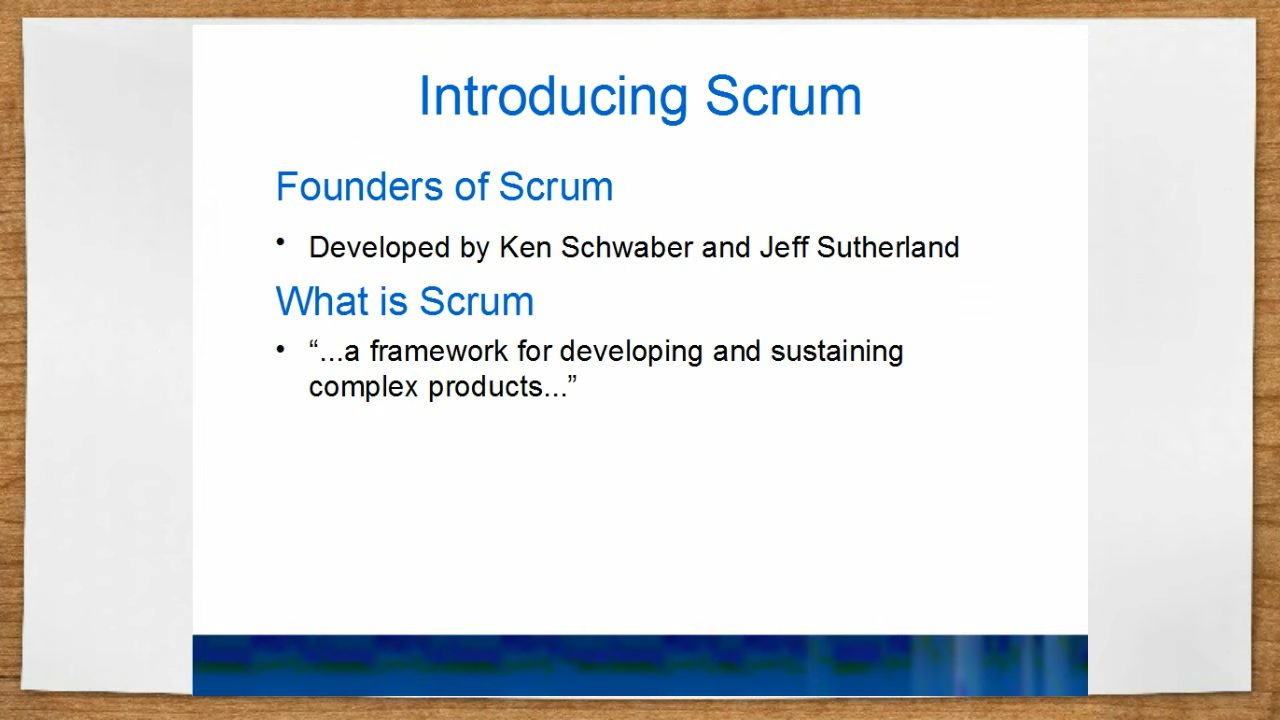 Introducing Scrum
Founders of Scrum
• Developed by Ken Schwaber and Jeff Sutherland
What is Scrum
• “...a framework for developing and sustaining
complex products...”